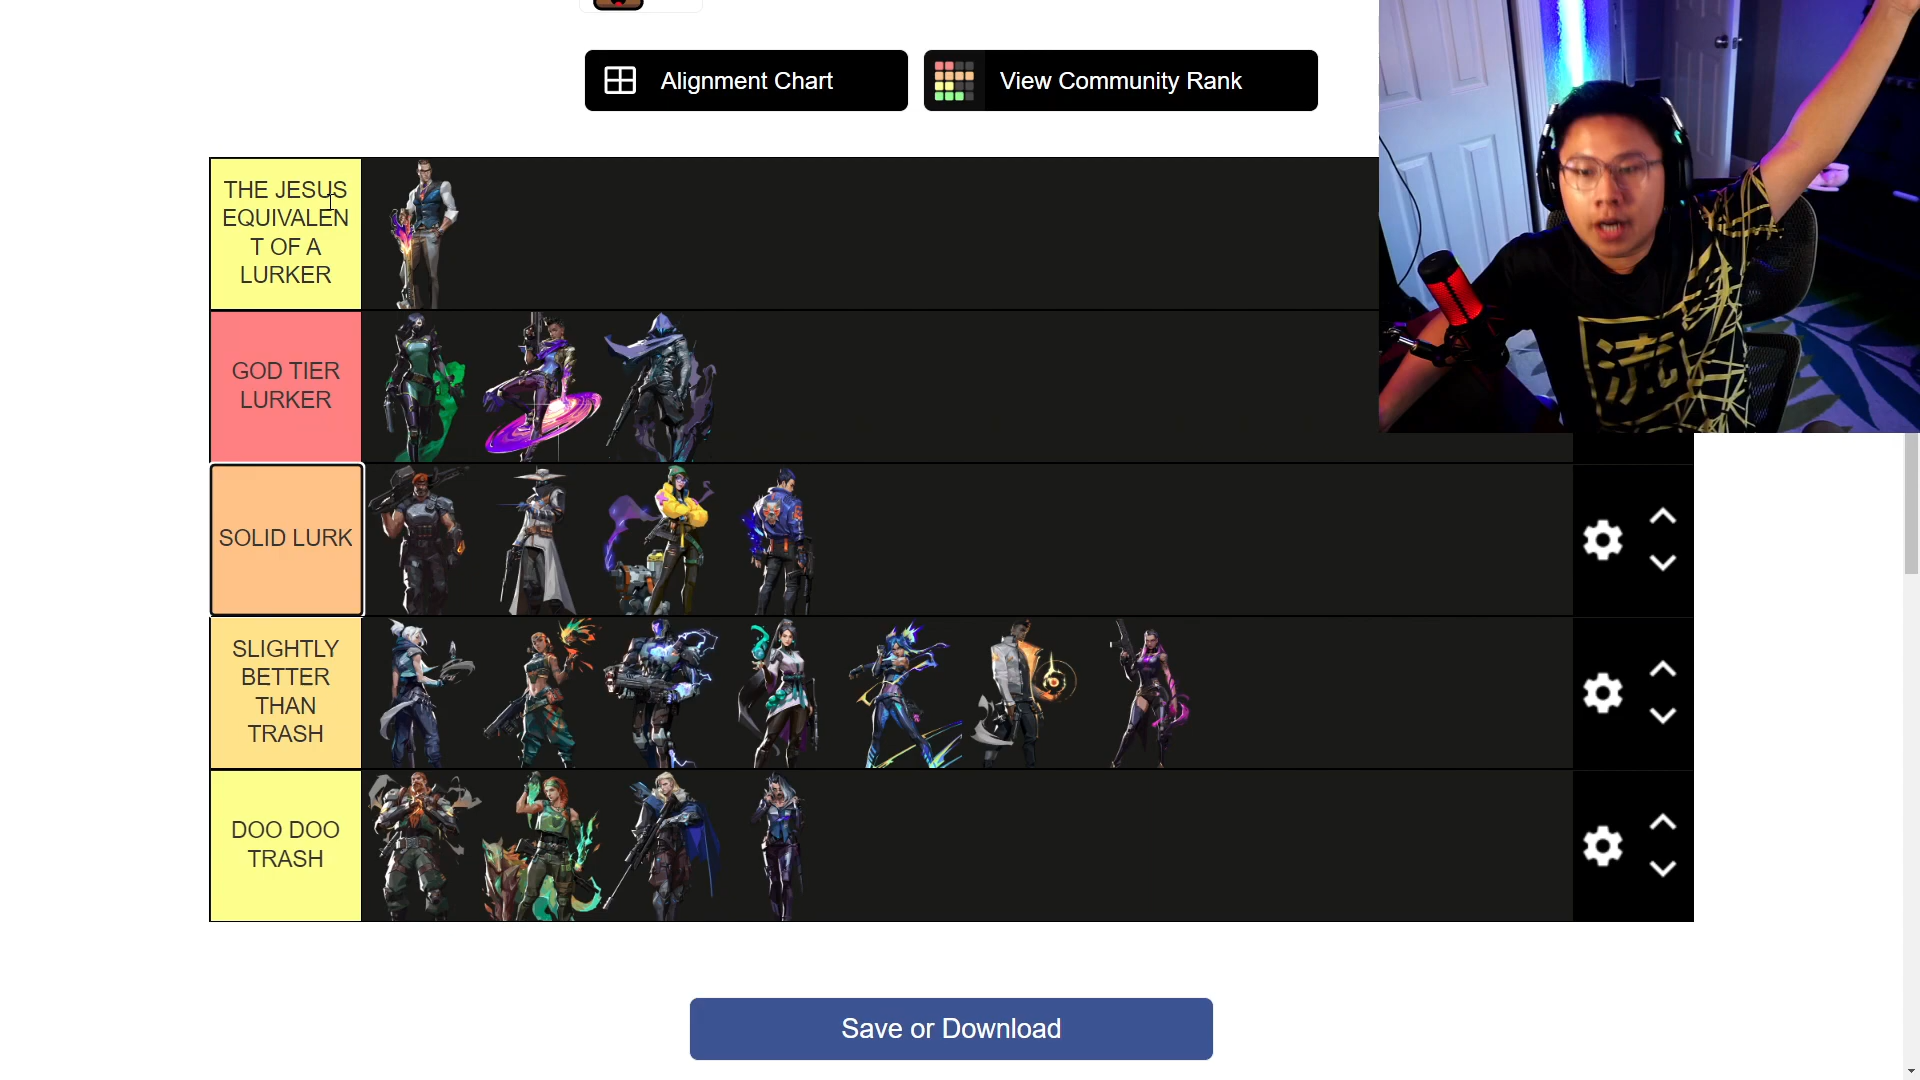 Alignment Chart
View Community Rank
THE JESUS
EQUIVALEN
T OF A
LURKER
GOD TIER
LURKER
SOLID LURK
SLIGHTLY
BETTER
THAN
TRASH
DOO DOO
TRASH
Save or Download
流